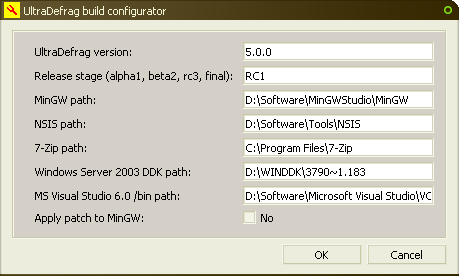 UltraDefrag build configurator
UltraDefrag version: 5.0.0
Release stage (alpha1, beta2, rc3, final): RC1
MinGW path: D:\Software\MinGWStudio\MinGW
NSIS path: D:\Software\Tools\NSIS
7-Zip path: C:\Program Files\7-Zip
Windows Server 2003 DDK path: D:\WINDDK\3790~1.183
MS Visual Studio 6.0 /bin path: D:\Software\Microsoft Visual Studio\VC
Apply patch to MinGW: No
OK Cancel